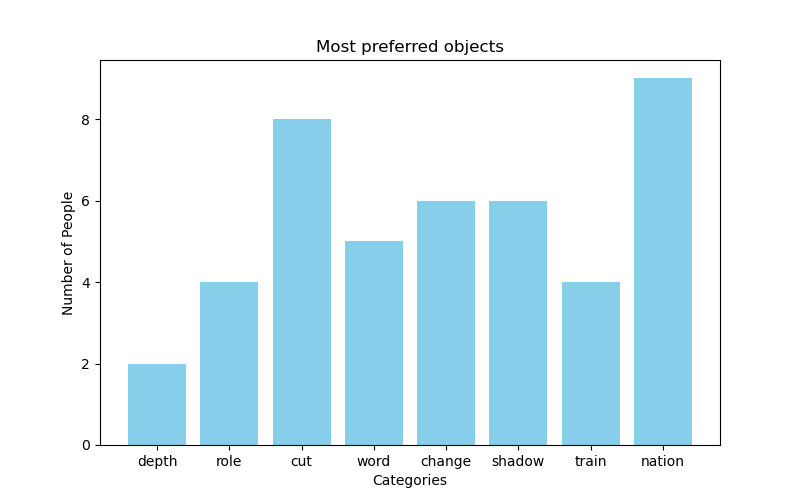 Most preferred objects
Number of People
8
6
4
2
0
depth role cut word change shadow train nation
Categories